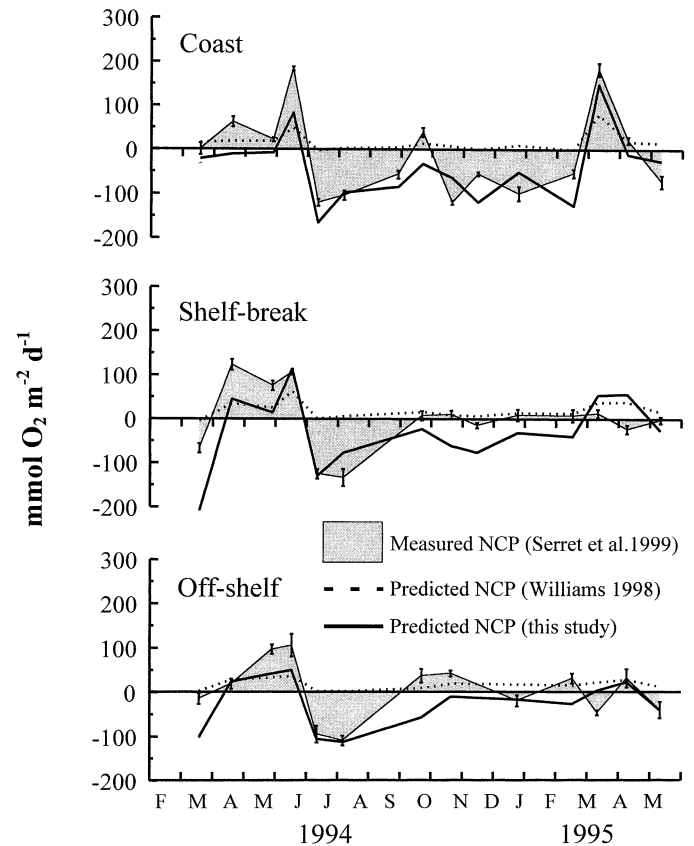 300
Coast
200
100
0
-100
-200
300
Shelf-break
200
100
0
-100
-200
mmol O2 m-2 d-1
Measured NCP (Serret et al.1999)
Predicted NCP (Williams 1998)
Predicted NCP (this study)
300
Off-shelf
200
100
0
-100
-200
F M A M J J A S O N D J F M A M
1994 1995